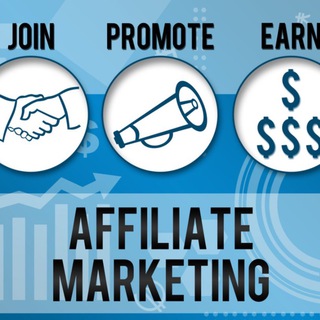 JOIN PROMOTE EARN
$
$$$
$
AFFILIATE
MARKETING